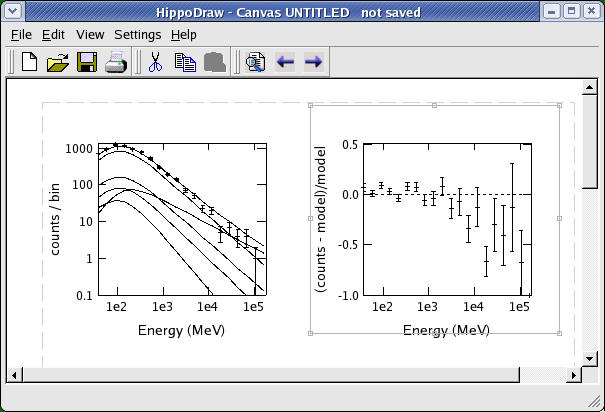 HippoDraw - Canvas UNTITLED not saved
File Edit View Settings Help
counts / bin
1000
100
10
1
0.1
1e2 1e3 1e4 1e5
Energy (MeV)
(counts - model)/model
0.5
0.0
-0.5
-1.0
1e2 1e3 1e4 1e5
Energy (MeV)